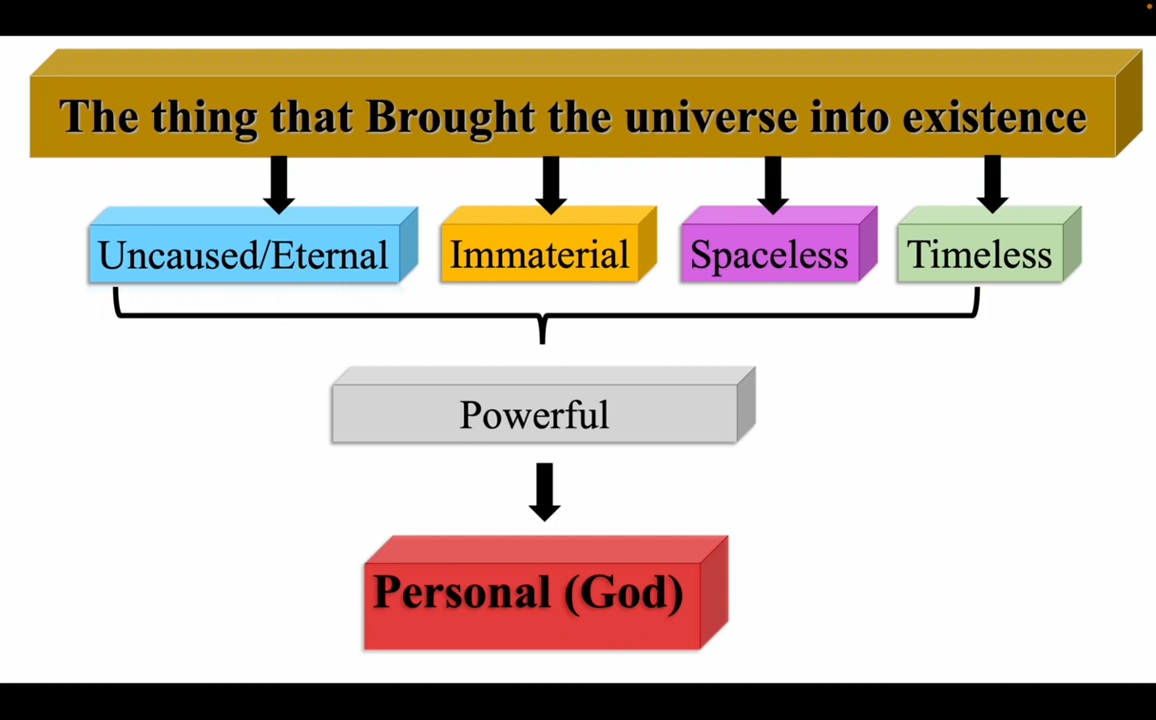 The thing that Brought the universe into existence
Uncaused/Eternal
Immaterial
Spaceless
Timeless
Powerful
Personal (God)